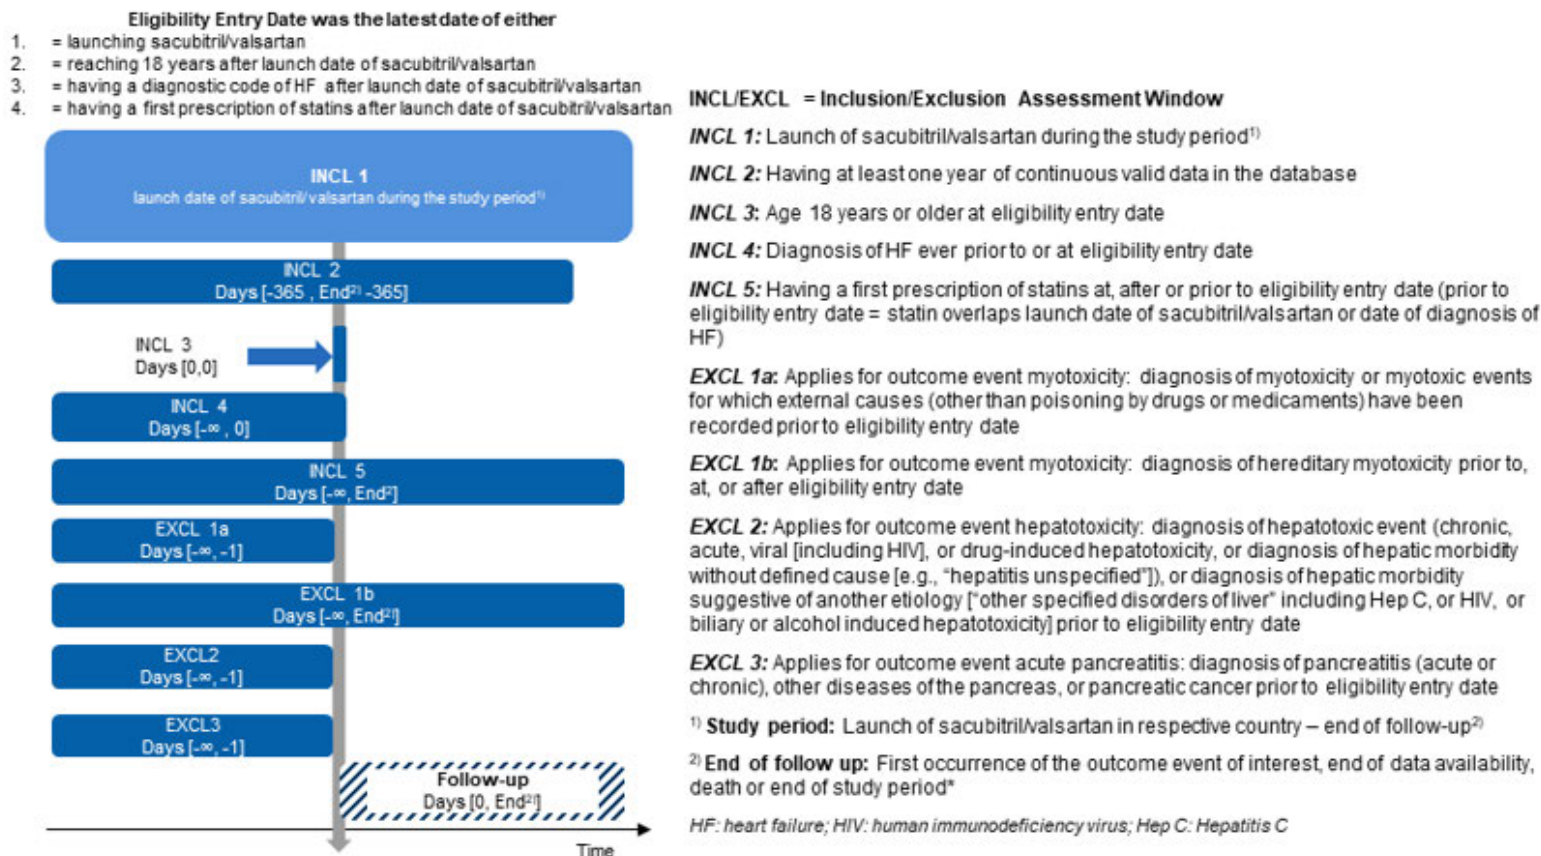 Eligibility Entry Date was the latest date of either
1. = launching sacubitril/valsartan
2. = reaching 18 years after launch date of sacubitril/valsartan
3. = having a diagnostic code of HF after launch date of sacubitril/valsartan
4. = having a first prescription of statins after launch date of sacubitril/valsartan
INCL 1
launch date of sacubitril/valsartan during the study period¹⁾
INCL 2
Days [-365 , End²⁾ -365]
INCL 3
Days [0,0]
INCL 4
Days [-∞ , 0]
INCL 5
Days [-∞, End²]
EXCL 1a
Days [-∞, -1]
EXCL 1b
Days [-∞, End²⁾]
EXCL2
Days [-∞, -1]
EXCL3
Days [-∞, -1]
Follow-up
Days [0, End²⁾]
Time
INCL/EXCL = Inclusion/Exclusion Assessment Window
INCL 1: Launch of sacubitril/valsartan during the study period¹⁾
INCL 2: Having at least one year of continuous valid data in the database
INCL 3: Age 18 years or older at eligibility entry date
INCL 4: Diagnosis of HF ever prior to or at eligibility entry date
INCL 5: Having a first prescription of statins at, after or prior to eligibility entry date (prior to
eligibility entry date = statin overlaps launch date of sacubitril/valsartan or date of diagnosis of
HF)
EXCL 1a: Applies for outcome event myotoxicity: diagnosis of myotoxicity or myotoxic events
for which external causes (other than poisoning by drugs or medicaments) have been
recorded prior to eligibility entry date
EXCL 1b: Applies for outcome event myotoxicity: diagnosis of hereditary myotoxicity prior to,
at, or after eligibility entry date
EXCL 2: Applies for outcome event hepatotoxicity: diagnosis of hepatotoxic event (chronic,
acute, viral [including HIV], or drug-induced hepatotoxicity, or diagnosis of hepatic morbidity
without defined cause [e.g., “hepatitis unspecified”]), or diagnosis of hepatic morbidity
suggestive of another etiology [“other specified disorders of liver” including Hep C, or HIV, or
biliary or alcohol induced hepatotoxicity] prior to eligibility entry date
EXCL 3: Applies for outcome event acute pancreatitis: diagnosis of pancreatitis (acute or
chronic), other diseases of the pancreas, or pancreatic cancer prior to eligibility entry date
¹⁾ Study period: Launch of sacubitril/valsartan in respective country – end of follow-up²⁾
²⁾ End of follow up: First occurrence of the outcome event of interest, end of data availability,
death or end of study period*
HF: heart failure; HIV: human immunodeficiency virus; Hep C: Hepatitis C